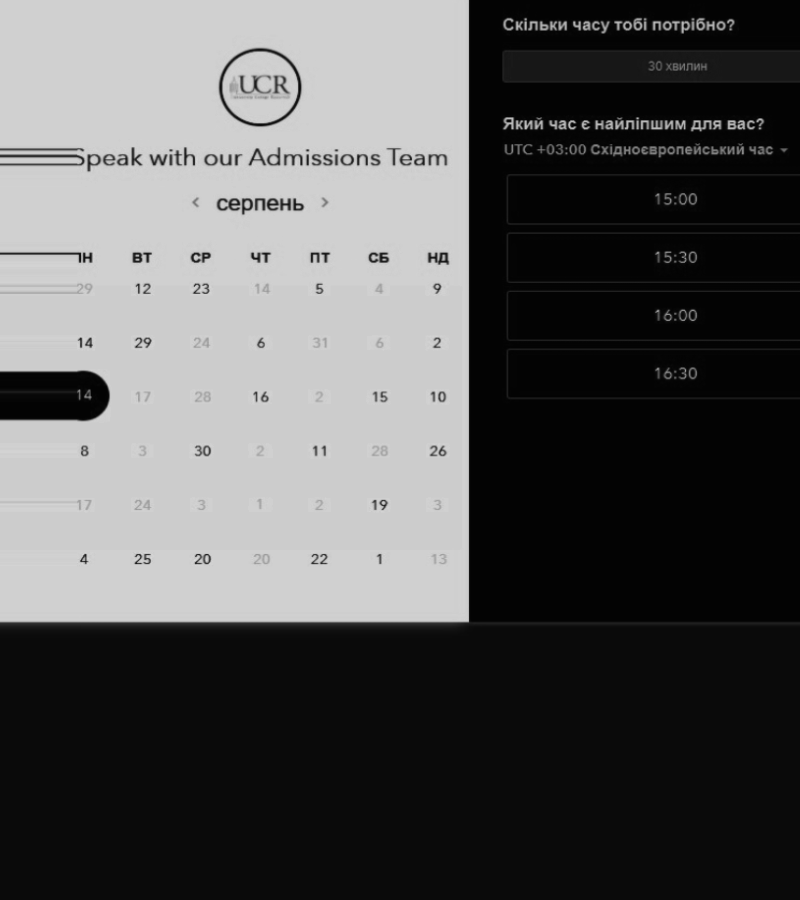 UCR
Speak with our Admissions Team
серпень
ПН ВТ СР ЧТ ПТ СБ НД
29 12 23 14 5 4 9
14 29 24 6 31 6 2
14 17 28 16 2 15 10
8 3 30 2 11 28 26
17 24 3 1 2 19 3
4 25 20 20 22 1 13
Скільки часу тобі потрібно?
30 хвилин
Який час є найліпшим для вас?
UTC +03:00 Східноєвропейський час
15:00
15:30
16:00
16:30